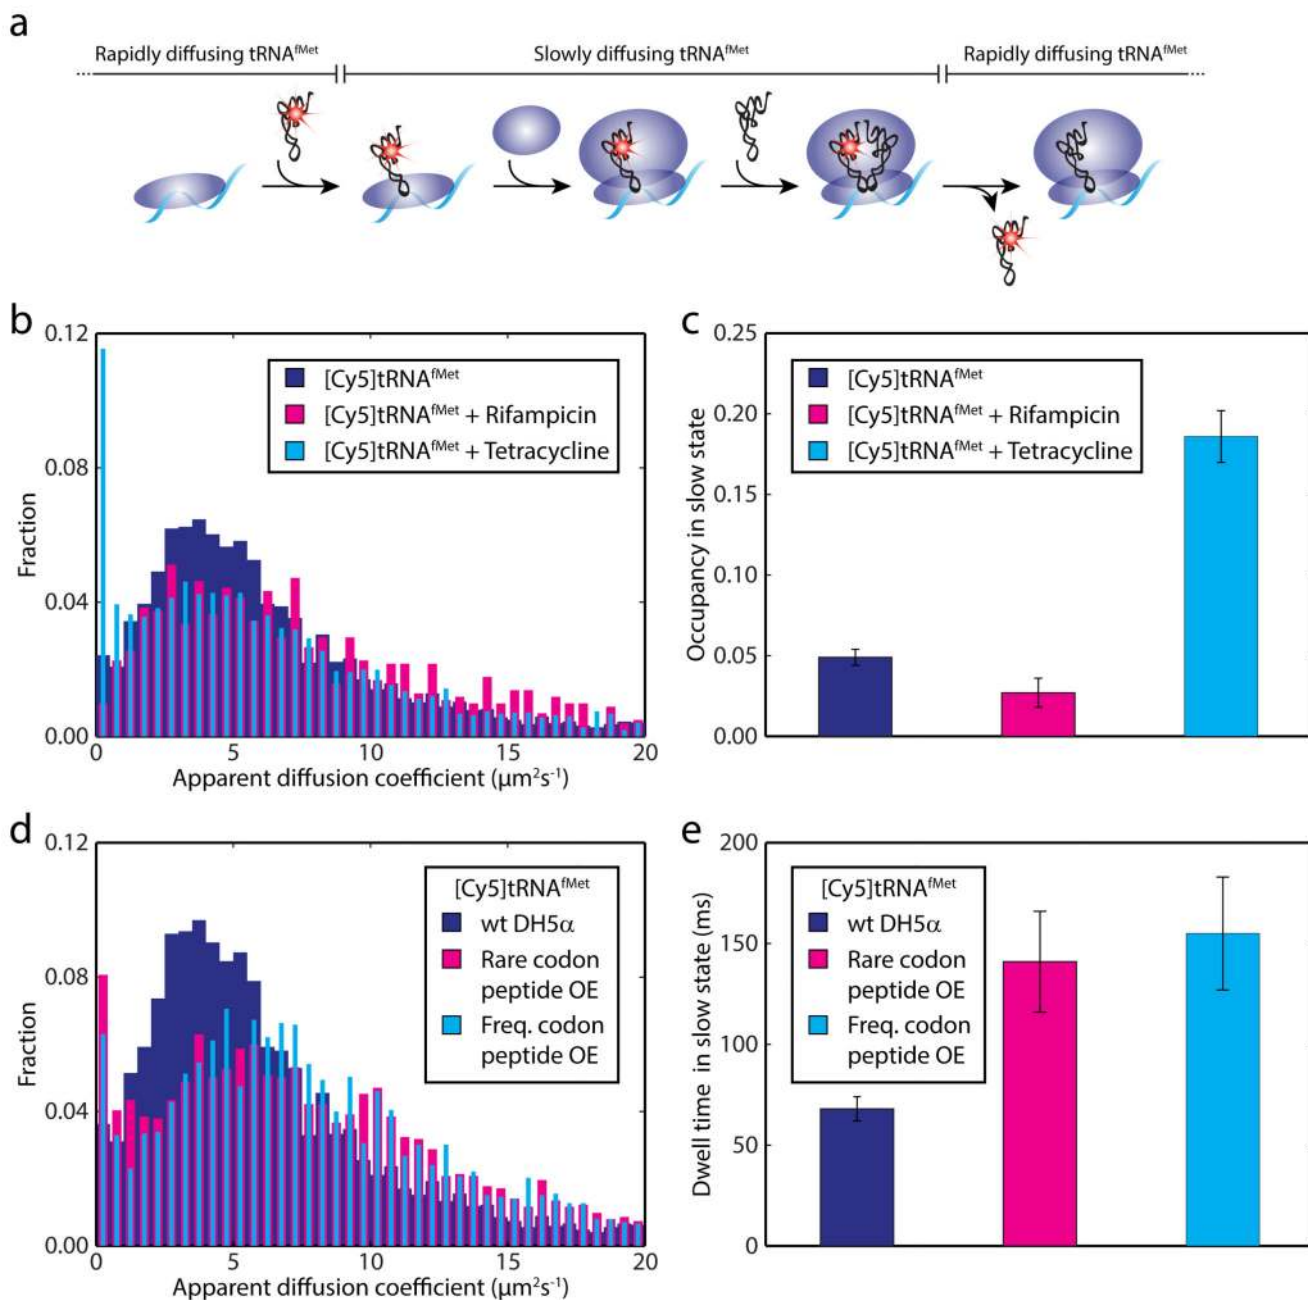 a
Rapidly diffusing tRNAfMet
Slowly diffusing tRNAfMet
Rapidly diffusing tRNAfMet
b
0.12
0.08
0.04
0.00
Fraction
[Cy5]tRNAfMet
[Cy5]tRNAfMet + Rifampicin
[Cy5]tRNAfMet + Tetracycline
0
5
10
15
20
Apparent diffusion coefficient (μm2s-1)
c
0.25
0.20
0.15
0.10
0.05
0.00
Occupancy in slow state
[Cy5]tRNAfMet
[Cy5]tRNAfMet + Rifampicin
[Cy5]tRNAfMet + Tetracycline
d
0.12
0.08
0.04
0.00
Fraction
[Cy5]tRNAfMet
wt DH5α
Rare codon
peptide OE
Freq. codon
peptide OE
0
5
10
15
20
Apparent diffusion coefficient (μm2s-1)
e
200
150
100
50
0
Dwell time in slow state (ms)
[Cy5]tRNAfMet
wt DH5α
Rare codon
peptide OE
Freq. codon
peptide OE